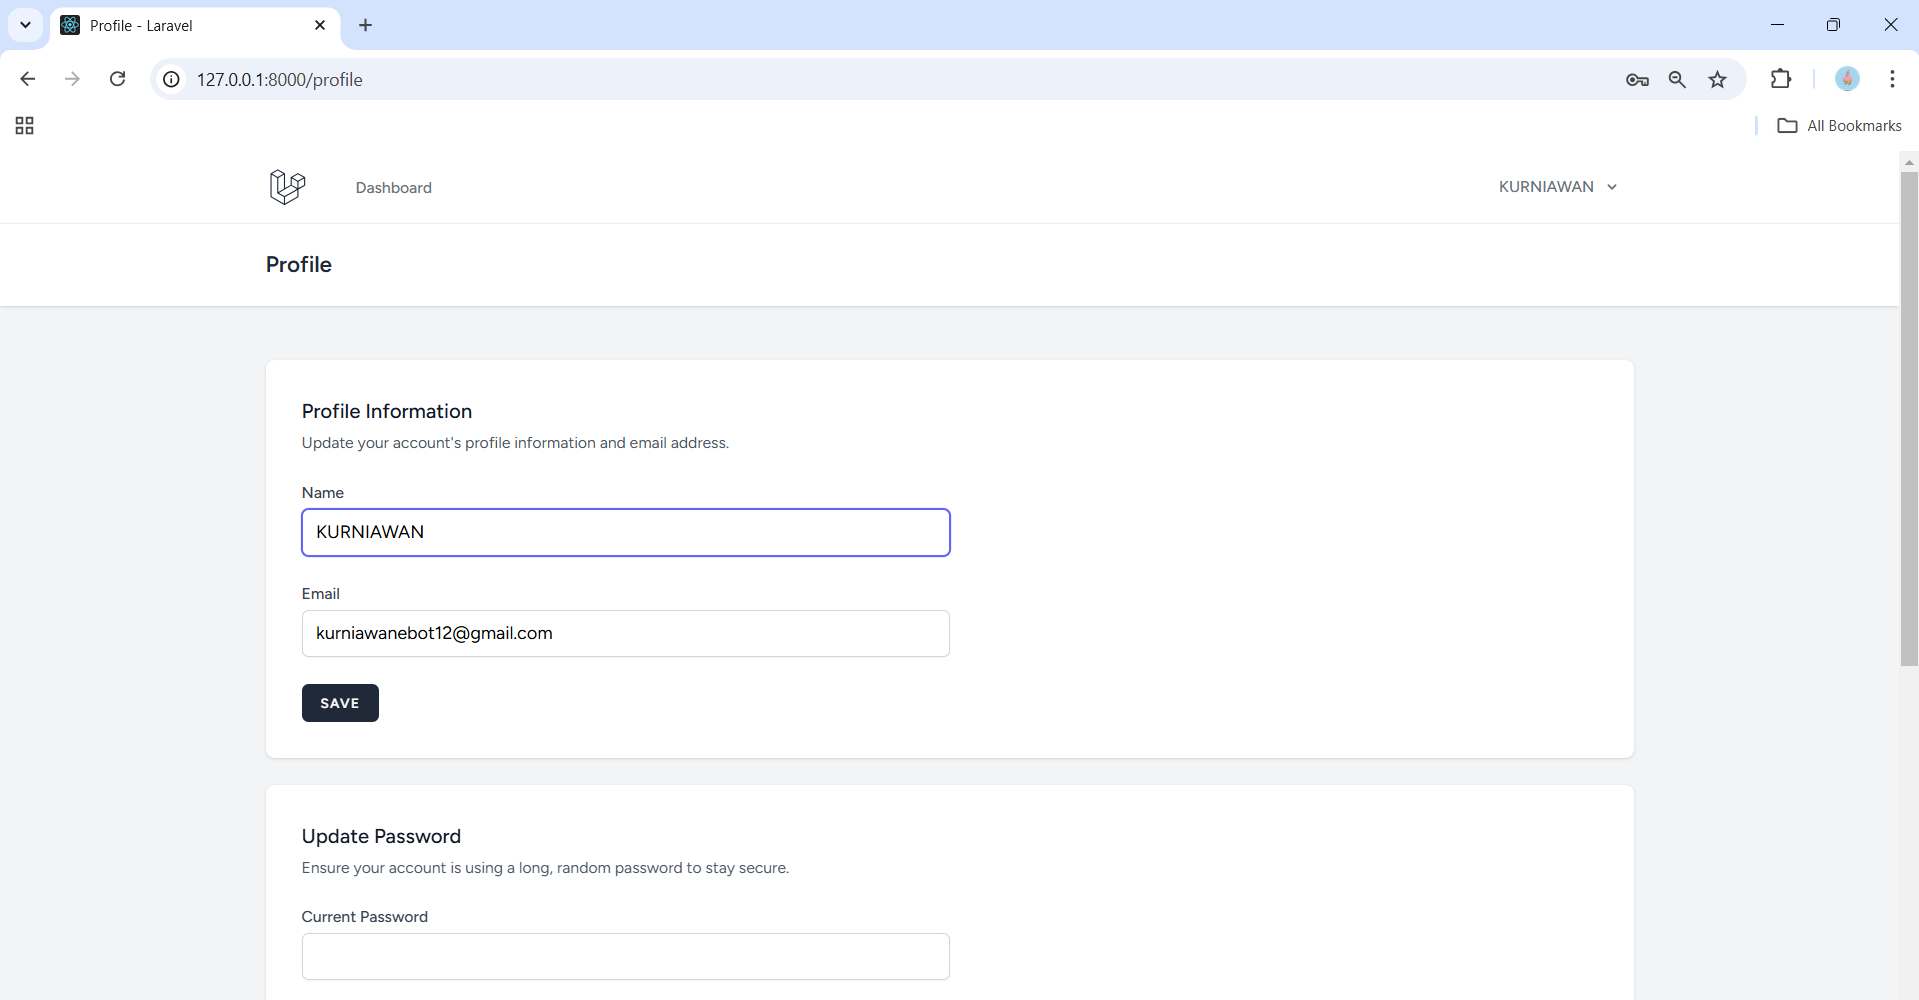 Profile - Laravel
127.0.0.1:8000/profile
All Bookmarks
Dashboard
KURNIAWAN
Profile
Profile Information
Update your account's profile information and email address.
Name
KURNIAWAN
Email
kurniawanebot12@gmail.com
SAVE
Update Password
Ensure your account is using a long, random password to stay secure.
Current Password